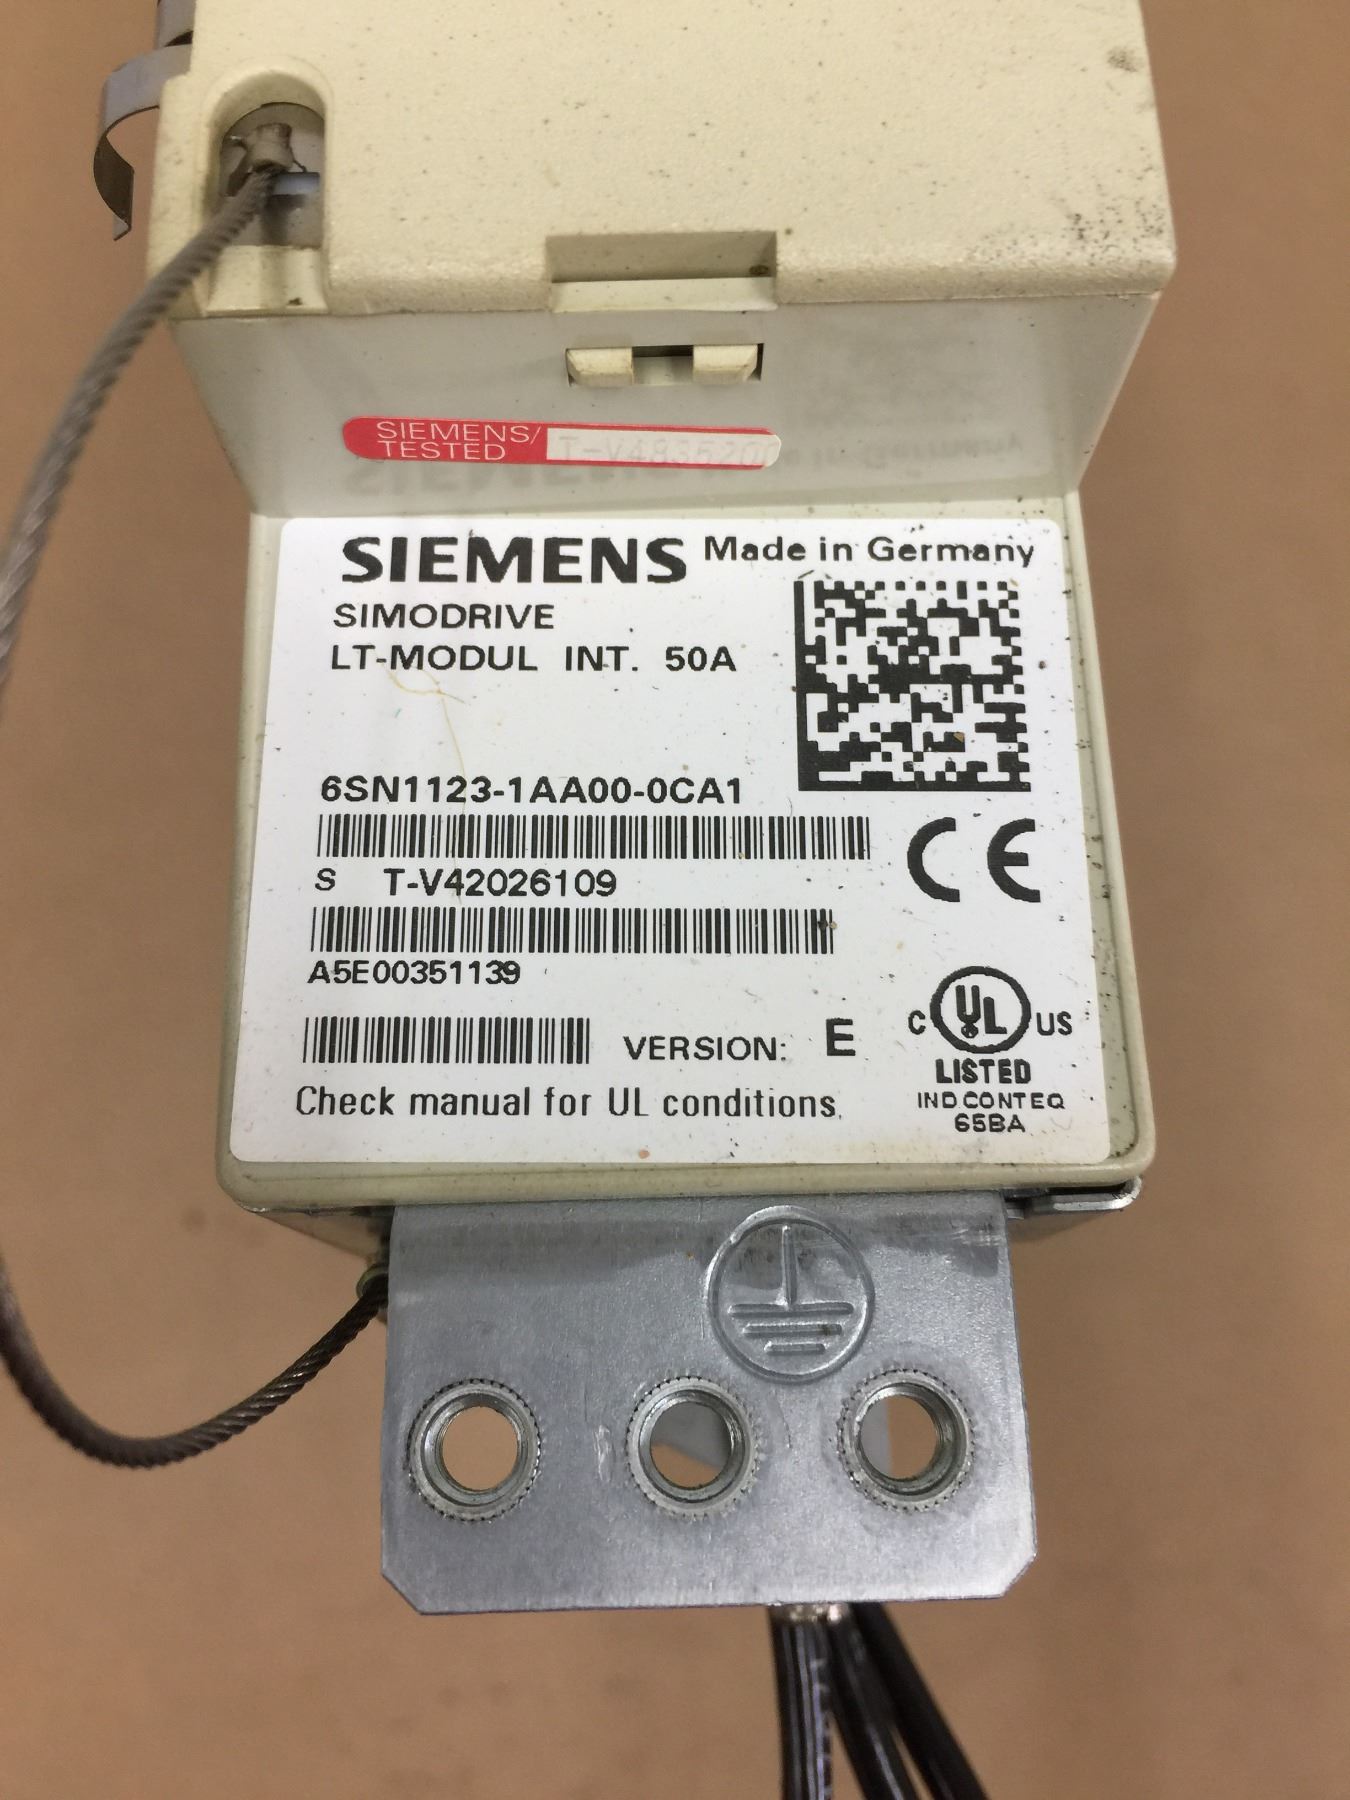 SIEMENS/
TESTED
SIEMENS Made in Germany
SIMODRIVE
LT-MODUL INT. 50A
6SN1123-1AA00-0CA1
S T-V42026109
A5E00351139
VERSION: E
Check manual for UL conditions.
CE
C UL US
LISTED
IND CONT EQ
65BA